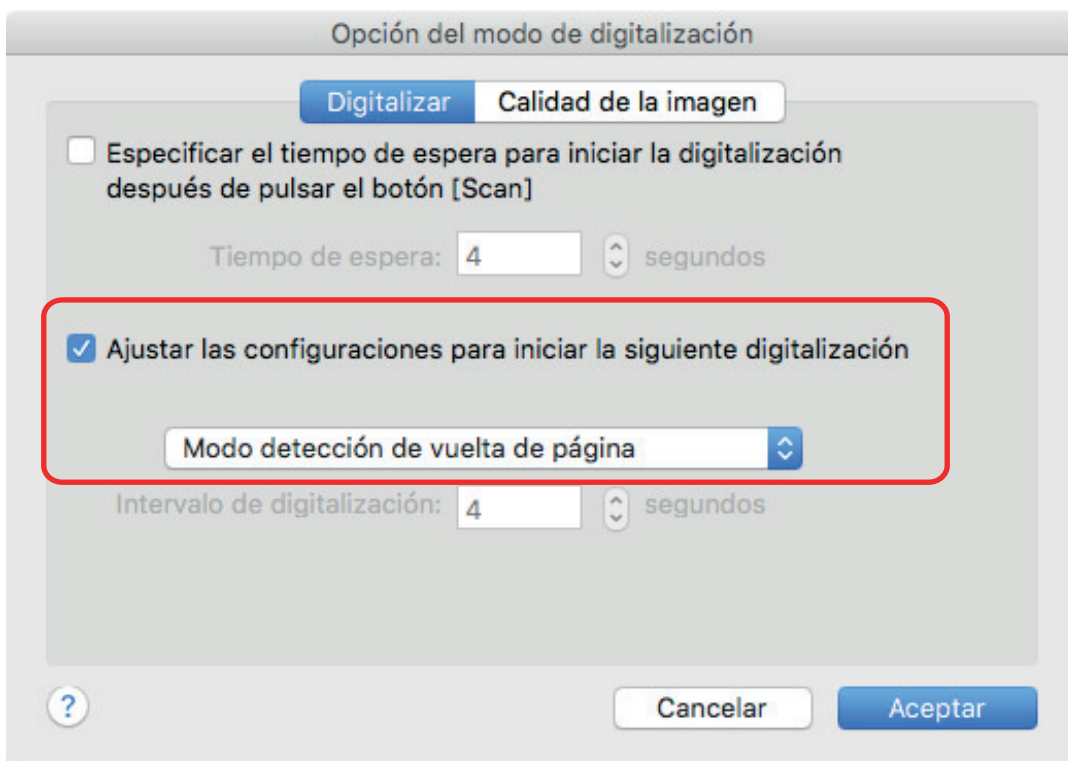 Opción del modo de digitalización
Digitalizar Calidad de la imagen
Especificar el tiempo de espera para iniciar la digitalización
después de pulsar el botón [Scan]
Tiempo de espera: 4 segundos
Ajustar las configuraciones para iniciar la siguiente digitalización
Modo detección de vuelta de página
Intervalo de digitalización: 4 segundos
? Cancelar Aceptar